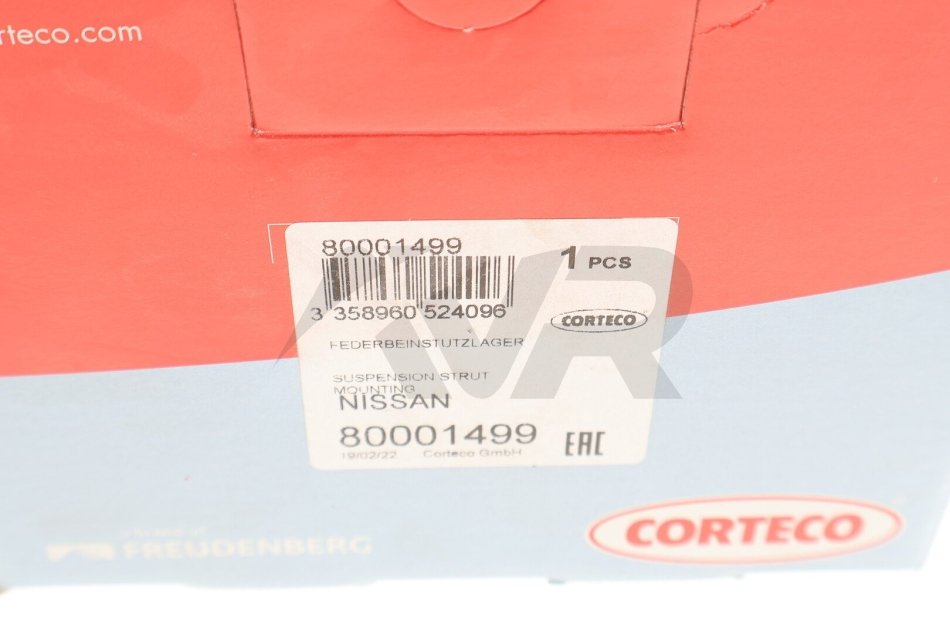 rteco.com
80001499
1 PCS
3 358960 524096
CORTECO
FEDERBEINSTUTZLAGER
SUSPENSION STRUT
MOUNTING
NISSAN
80001499
19/02/22 Corteco GmbH
EAC
AVR
FREUDENBERG
CORTECO